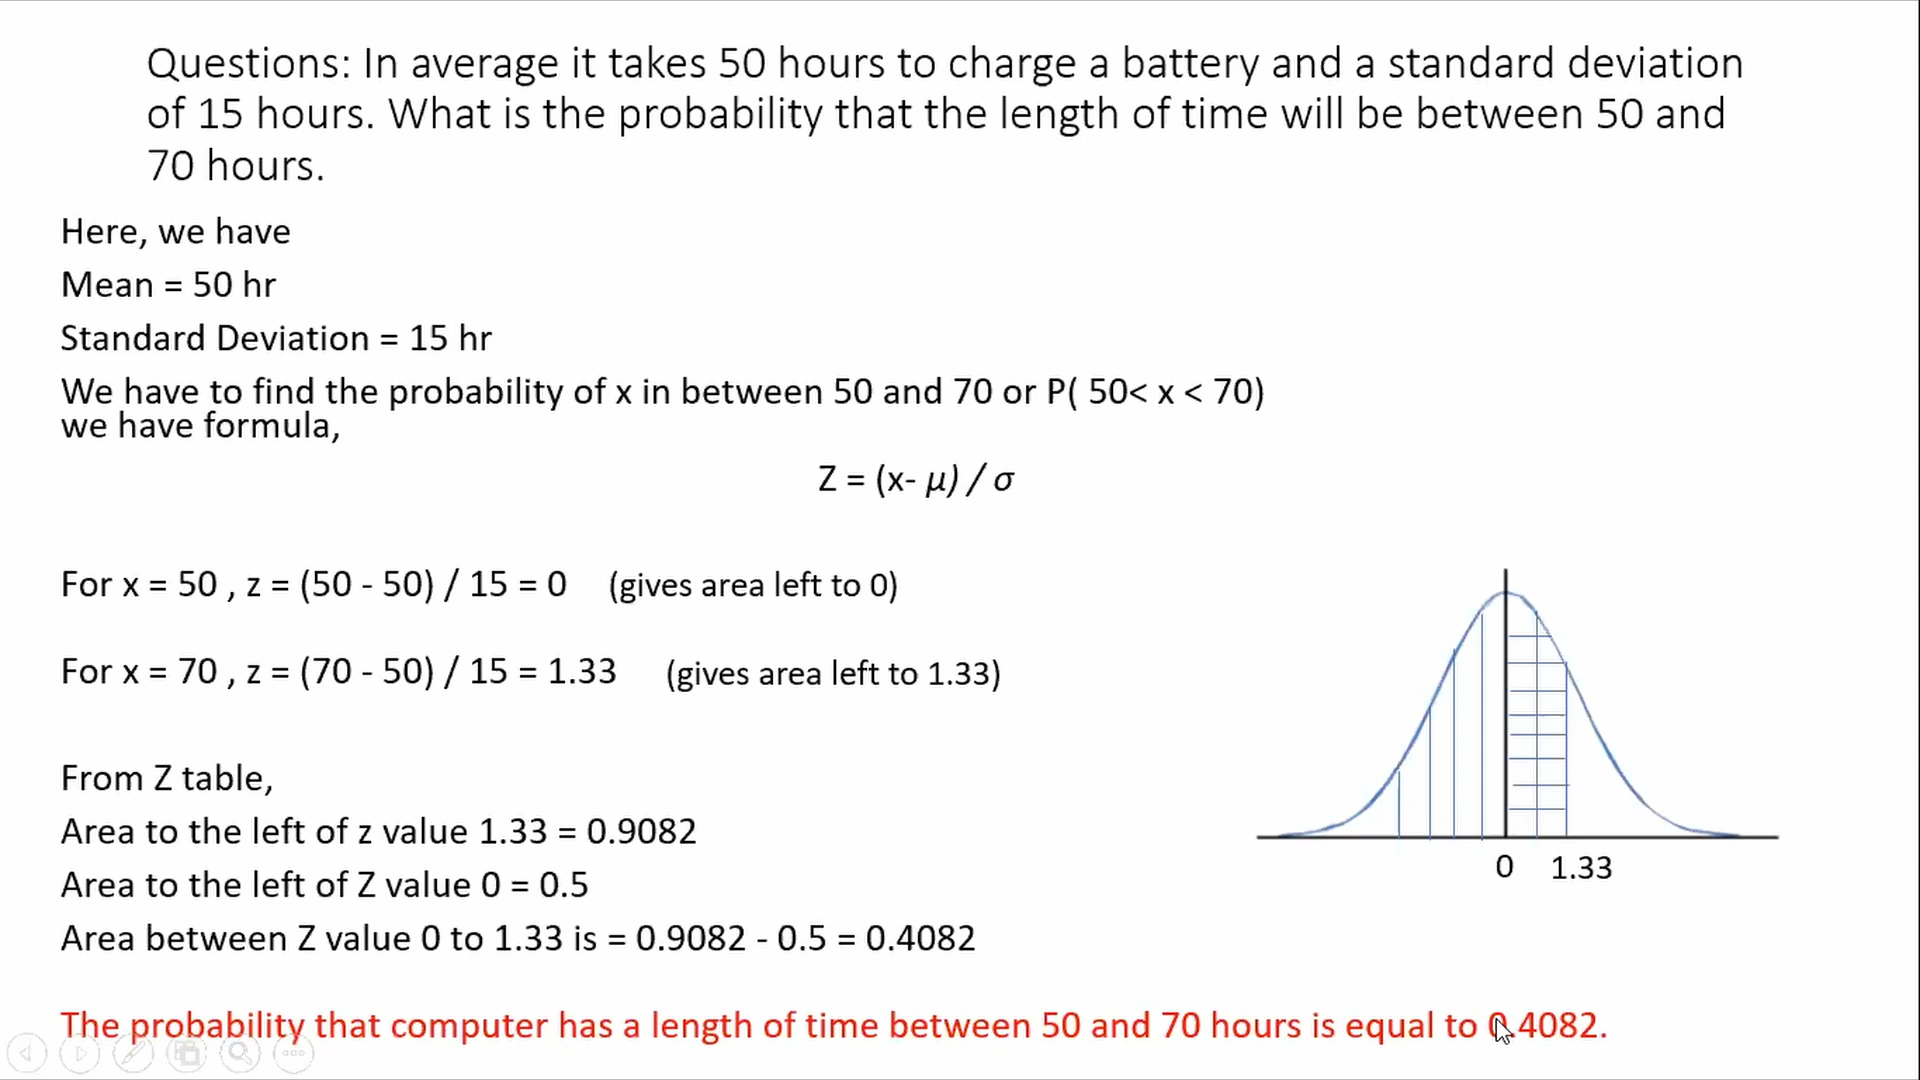 Questions: In average it takes 50 hours to charge a battery and a standard deviation
of 15 hours. What is the probability that the length of time will be between 50 and
70 hours.
Here, we have
Mean = 50 hr
Standard Deviation = 15 hr
We have to find the probability of x in between 50 and 70 or P( 50< x < 70)
we have formula,
Z = (x- μ) / σ
For x = 50 , z = (50 - 50) / 15 = 0 (gives area left to 0)
For x = 70 , z = (70 - 50) / 15 = 1.33 (gives area left to 1.33)
From Z table,
Area to the left of z value 1.33 = 0.9082
Area to the left of Z value 0 = 0.5
Area between Z value 0 to 1.33 is = 0.9082 - 0.5 = 0.4082
0 1.33
The probability that computer has a length of time between 50 and 70 hours is equal to 0.4082.